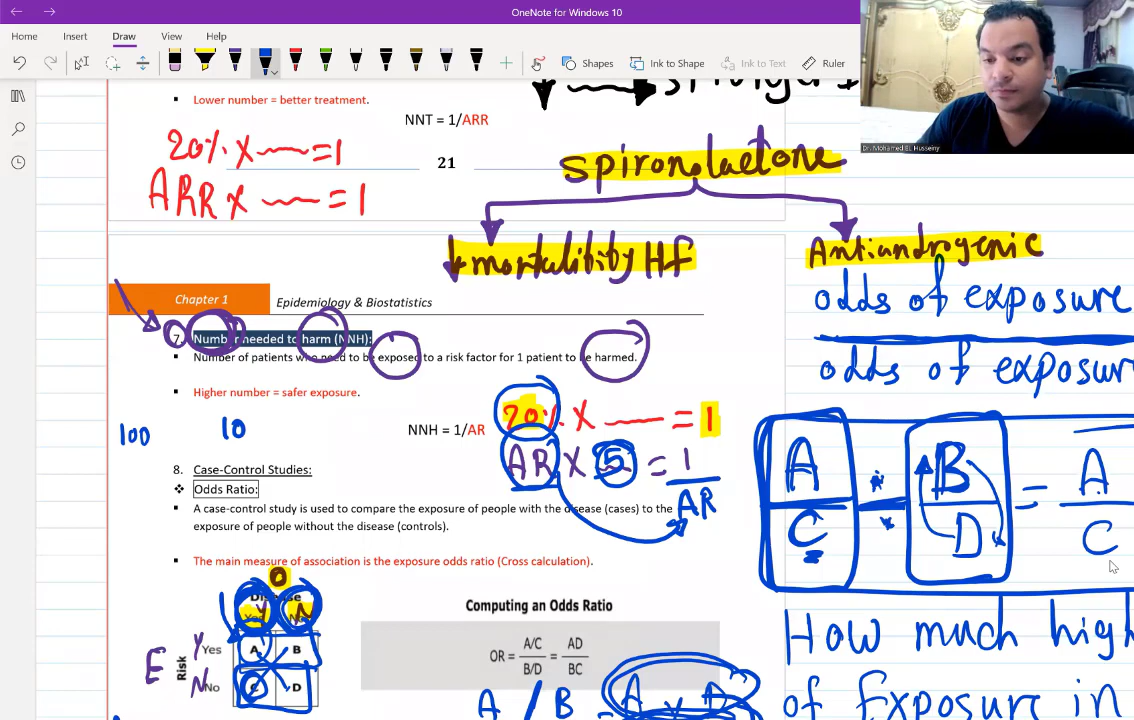 OneNote for Windows 10
Home Insert Draw View Help
Shapes Ink to Shape Ink to Text Ruler
Dr. Mohamed EL Husseiny
Lower number = better treatment.
NNT = 1/ARR
20% X = 1
21
ARR X = 1
spironolactone
↓ mortalitiby HF
Antiandrogenic
odds of exposure
odds of exposur
Chapter 1 Epidemiology & Biostatistics
7. Number needed to harm (NNH):
Number of patients who need to be exposed to a risk factor for 1 patient to be harmed.
Higher number = safer exposure.
100 10
NNH = 1/AR
20% X = 1
AR X 5 = 1
AR
A B = A
C D C
8. Case-Control Studies:
Odds Ratio:
A case-control study is used to compare the exposure of people with the disease (cases) to the
exposure of people without the disease (controls).
The main measure of association is the exposure odds ratio (Cross calculation).
O
Disease
Y N
E Risk
Y Yes A B
N No C D
Computing an Odds Ratio
OR = A/C = AD
B/D BC
A / B = A x D
How much high
of Exposure in